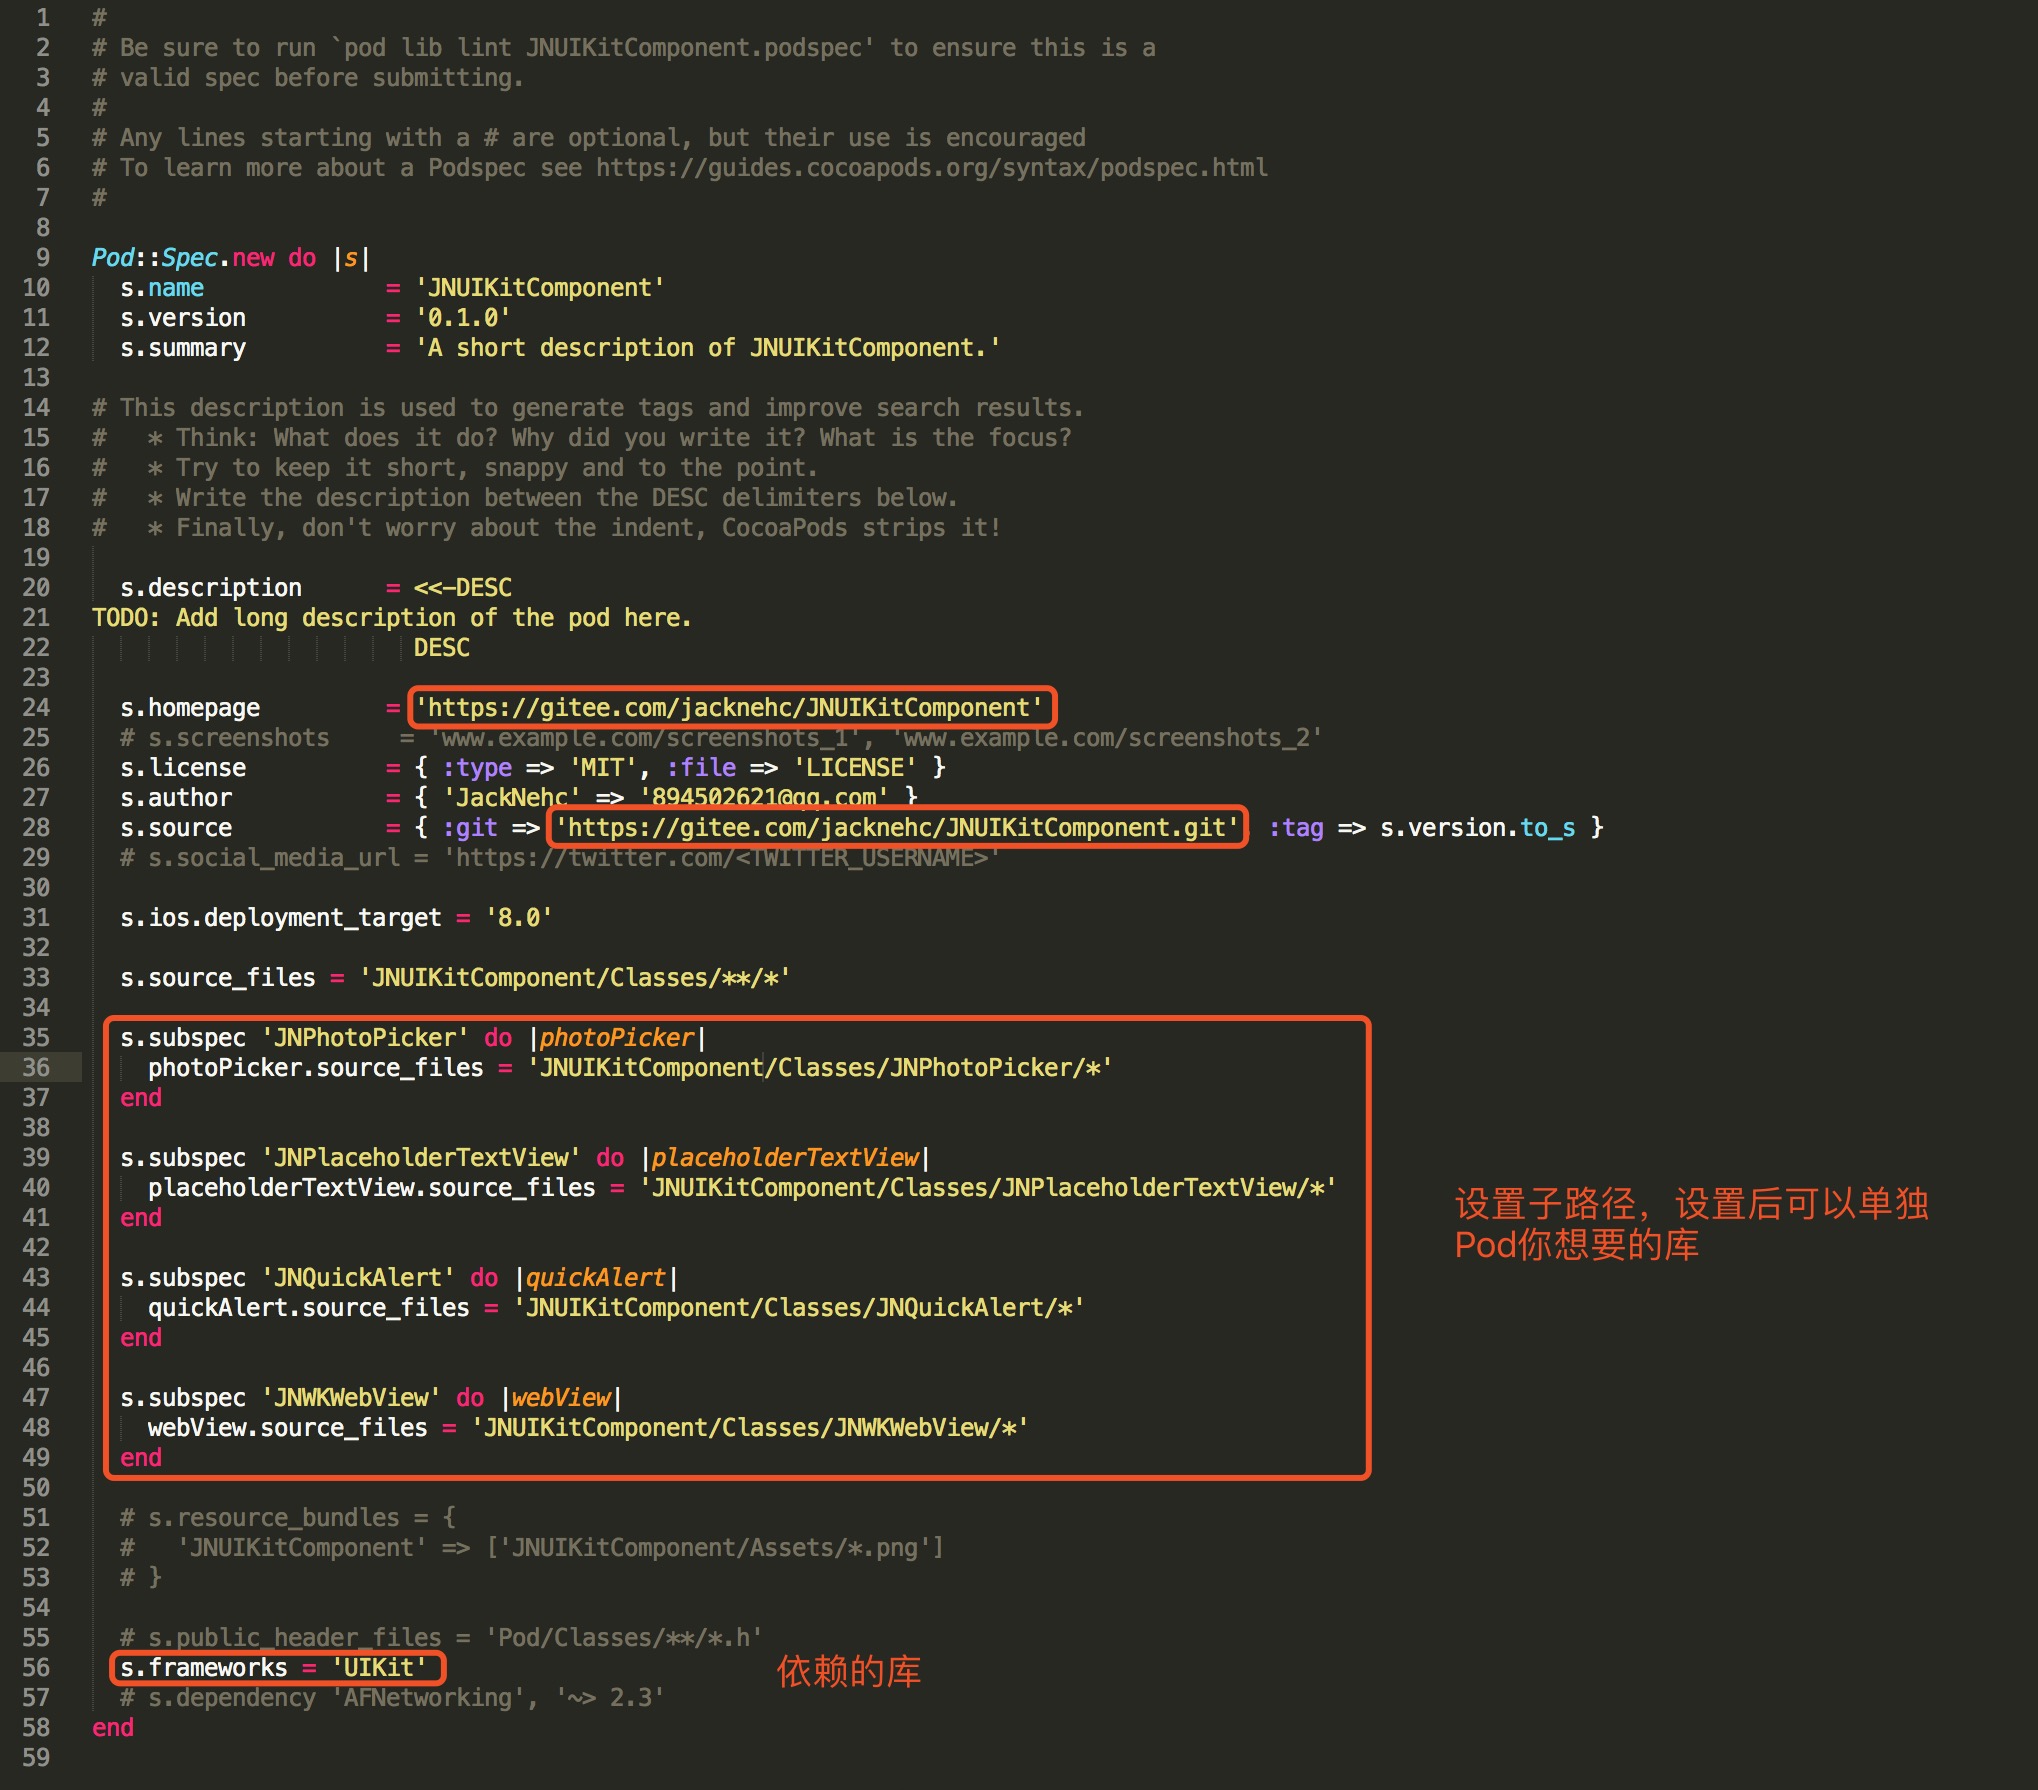 1 #
2 # Be sure to run `pod lib lint JNUIKitComponent.podspec' to ensure this is a
3 # valid spec before submitting.
4 #
5 # Any lines starting with a # are optional, but their use is encouraged
6 # To learn more about a Podspec see https://guides.cocoapods.org/syntax/podspec.html
7 #
8
9 Pod::Spec.new do |s|
10   s.name             = 'JNUIKitComponent'
11   s.version          = '0.1.0'
12   s.summary          = 'A short description of JNUIKitComponent.'
13
14 # This description is used to generate tags and improve search results.
15 #   * Think: What does it do? Why did you write it? What is the focus?
16 #   * Try to keep it short, snappy and to the point.
17 #   * Write the description between the DESC delimiters below.
18 #   * Finally, don't worry about the indent, CocoaPods strips it!
19
20   s.description      = <<-DESC
21 TODO: Add long description of the pod here.
22                        DESC
23
24   s.homepage         = 'https://gitee.com/jacknehc/JNUIKitComponent'
25   # s.screenshots     = 'www.example.com/screenshots_1', 'www.example.com/screenshots_2'
26   s.license          = { :type => 'MIT', :file => 'LICENSE' }
27   s.author           = { 'JackNehc' => '894502621@qq.com' }
28   s.source           = { :git => 'https://gitee.com/jacknehc/JNUIKitComponent.git', :tag => s.version.to_s }
29   # s.social_media_url = 'https://twitter.com/<TWITTER_USERNAME>'
30
31   s.ios.deployment_target = '8.0'
32
33   s.source_files = 'JNUIKitComponent/Classes/**/*'
34
35   s.subspec 'JNPhotoPicker' do |photoPicker|
36     photoPicker.source_files = 'JNUIKitComponent/Classes/JNPhotoPicker/*'
37   end
38
39   s.subspec 'JNPlaceholderTextView' do |placeholderTextView|
40     placeholderTextView.source_files = 'JNUIKitComponent/Classes/JNPlaceholderTextView/*'
41   end
42
43   s.subspec 'JNQuickAlert' do |quickAlert|
44     quickAlert.source_files = 'JNUIKitComponent/Classes/JNQuickAlert/*'
45   end
46
47   s.subspec 'JNWKWebView' do |webView|
48     webView.source_files = 'JNUIKitComponent/Classes/JNWKWebView/*'
49   end
设置子路径，设置后可以单独
Pod你想要的库
50
51   # s.resource_bundles = {
52   #   'JNUIKitComponent' => ['JNUIKitComponent/Assets/*.png']
53   # }
54
55   # s.public_header_files = 'Pod/Classes/**/*.h'
56   s.frameworks = 'UIKit'
依赖的库
57   # s.dependency 'AFNetworking', '~> 2.3'
58 end
59